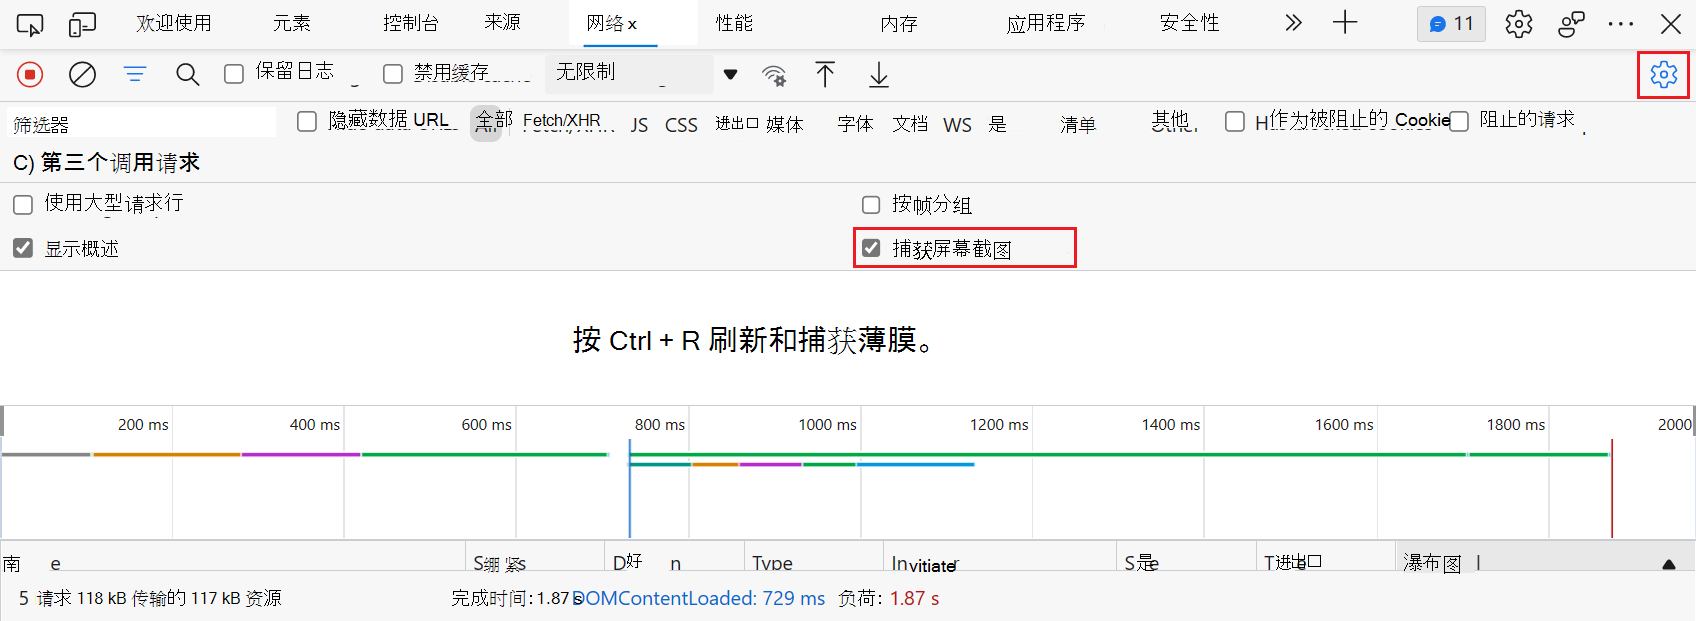 欢迎使用 元素 控制台 来源 网络 x 性能 内存 应用程序 安全性 11
保留日志 禁用缓存 无限制
筛选器 隐藏数据 URL 全部 Fetch/XHR JS CSS 进出口 媒体 字体 文档 WS 是 清单 其他 作为被阻止的 Cookie 阻止的请求
C) 第三个调用请求
使用大型请求行 按帧分组
显示概述 捕获屏幕截图
按 Ctrl + R 刷新和捕获薄膜。
200 ms 400 ms 600 ms 800 ms 1000 ms 1200 ms 1400 ms 1600 ms 1800 ms 2000
南 e S绷 紧s D好 n Type In vitiate S是e T进出口 瀑布图
5 请求 118 kB 传输的 117 kB 资源 完成时间: 1.87 s DOMContentLoaded: 729 ms 负荷: 1.87 s